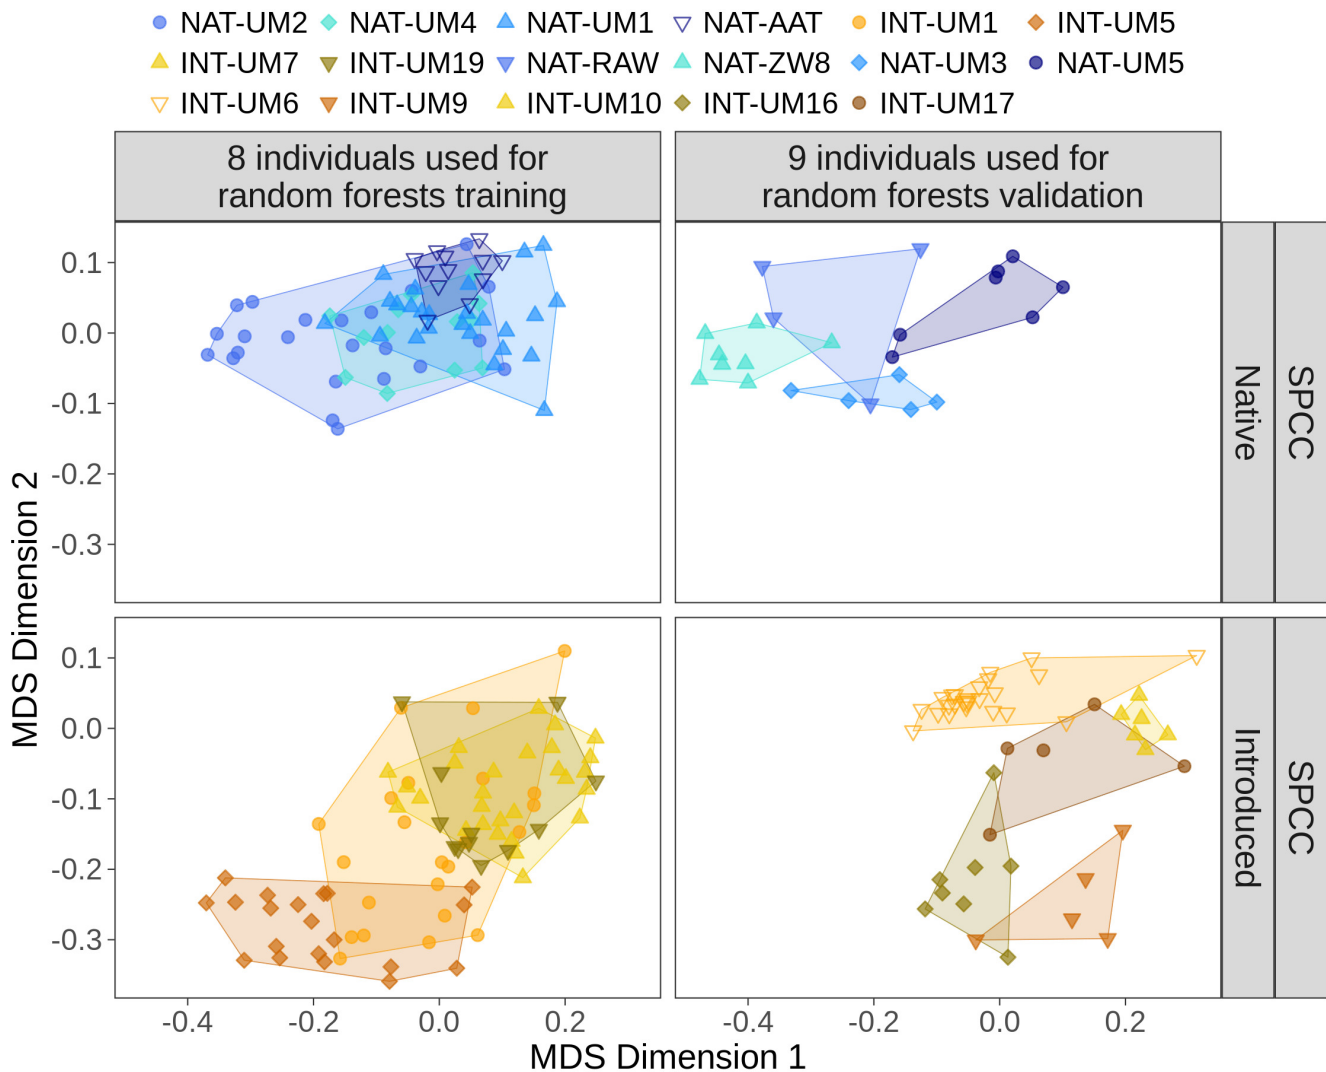 NAT-UM2 NAT-UM4 NAT-UM1 NAT-AAT INT-UM1 INT-UM5
INT-UM7 INT-UM19 NAT-RAW NAT-ZW8 NAT-UM3 NAT-UM5
INT-UM6 INT-UM9 INT-UM10 INT-UM16 INT-UM17
8 individuals used for
random forests training
9 individuals used for
random forests validation
0.1
0.0
-0.1
-0.2
-0.3
Native
SPCC
MDS Dimension 2
0.1
0.0
-0.1
-0.2
-0.3
Introduced
SPCC
-0.4 -0.2 0.0 0.2
-0.4 -0.2 0.0 0.2
MDS Dimension 1